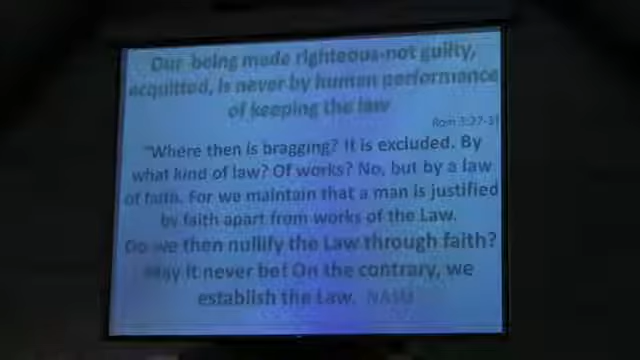 Our being made righteous-not guilty,
acquitted, is never by human performance
of keeping the law
Rom 3:27-31
"Where then is bragging? It is excluded. By
what kind of law? Of works? No, but by a law
of faith. For we maintain that a man is justified
by faith apart from works of the Law.
Do we then nullify the Law through faith?
May it never be! On the contrary, we
establish the Law. NASU